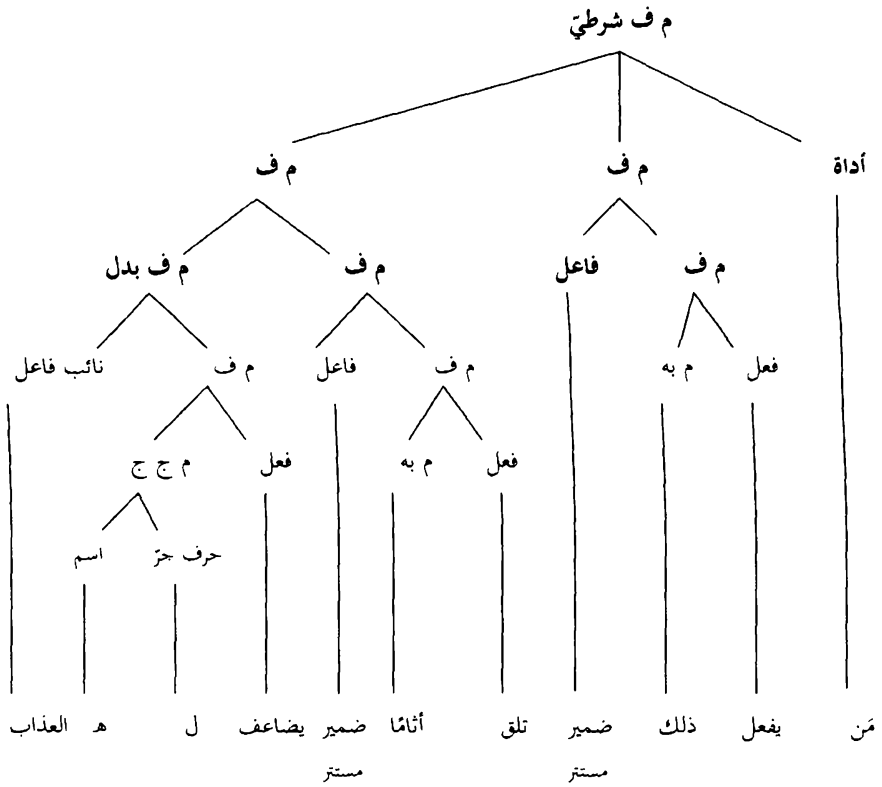 م ف شرطيّ
أداة م ف م ف
م ف فاعل م ف م ف بدل
فعل م به م ف فاعل م ف نائب فاعل
فعل م به فعل م ج ج
حرف جرّ اسم
مَن يفعل ذلك ضمير تلق أثامًا ضمير يضاعف ل ه العذاب
مستتر مستتر